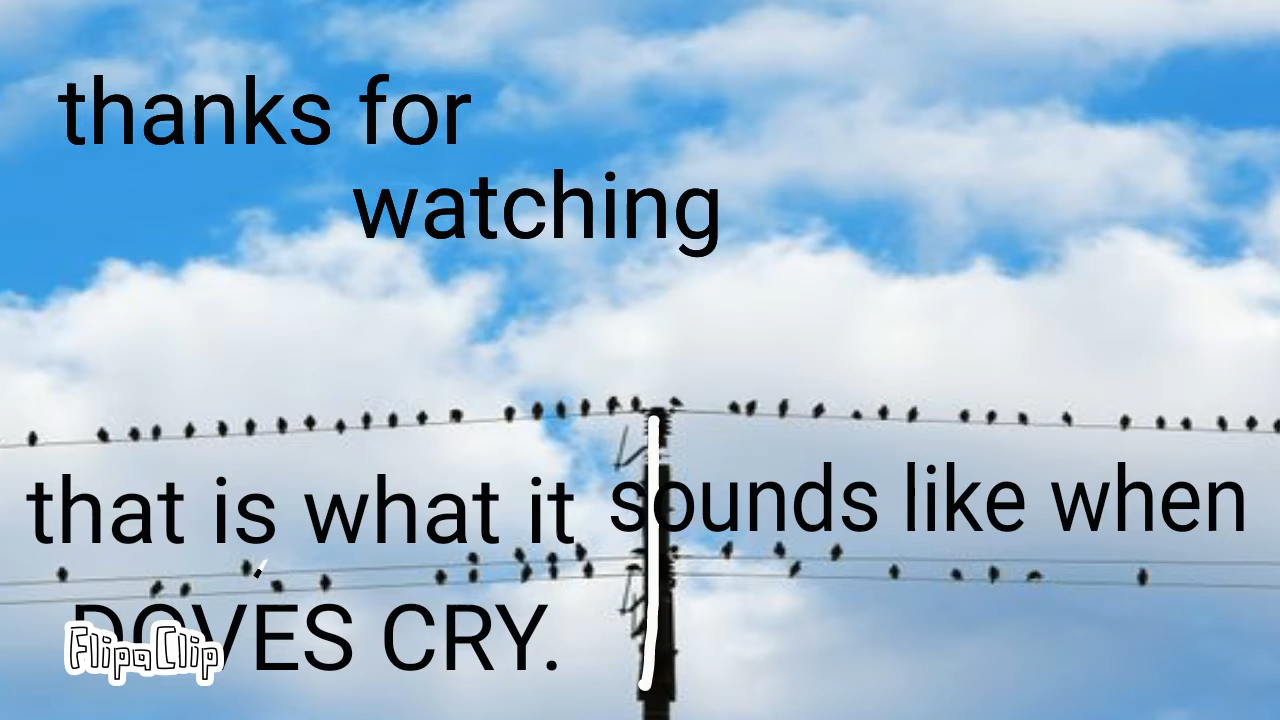 thanks for
watching
that is what it sounds like when
DOVES CRY.
FlipaClip